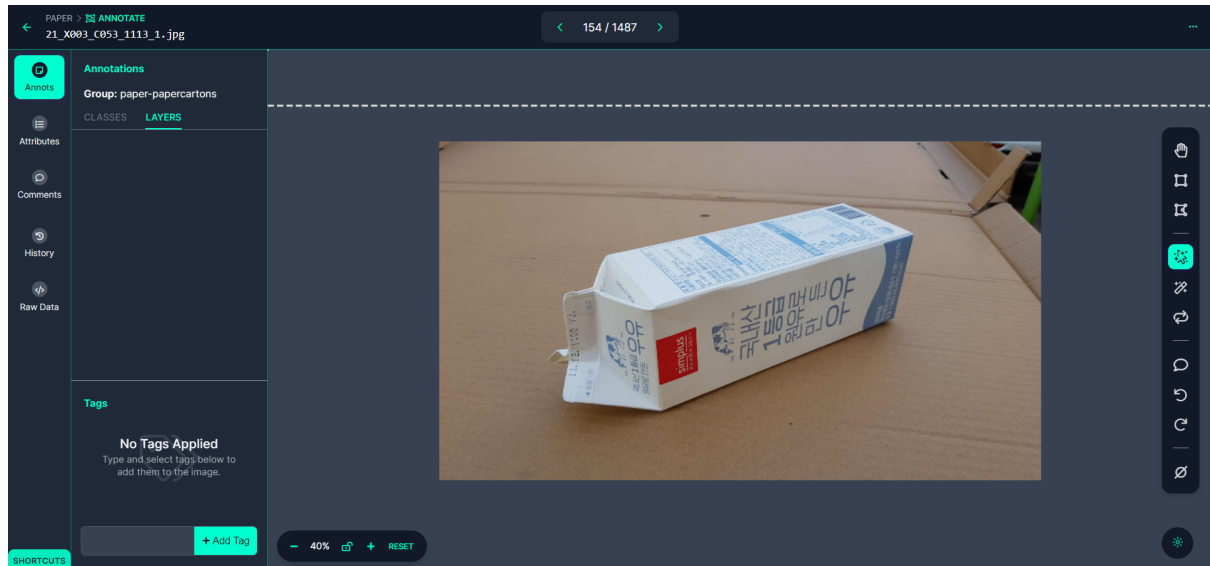 PAPER > ANNOTATE
21_X003_C053_1113_1.jpg
154 / 1487
Annots
Attributes
Comments
History
Raw Data
SHORTCUTS
Annotations
Group: paper-papercartons
CLASSES LAYERS
Tags
No Tags Applied
Type and select tags below to
add them to the image.
+ Add Tag
국내산
1등급
원유로
만든
우유
simplus
우유
− 40% + RESET